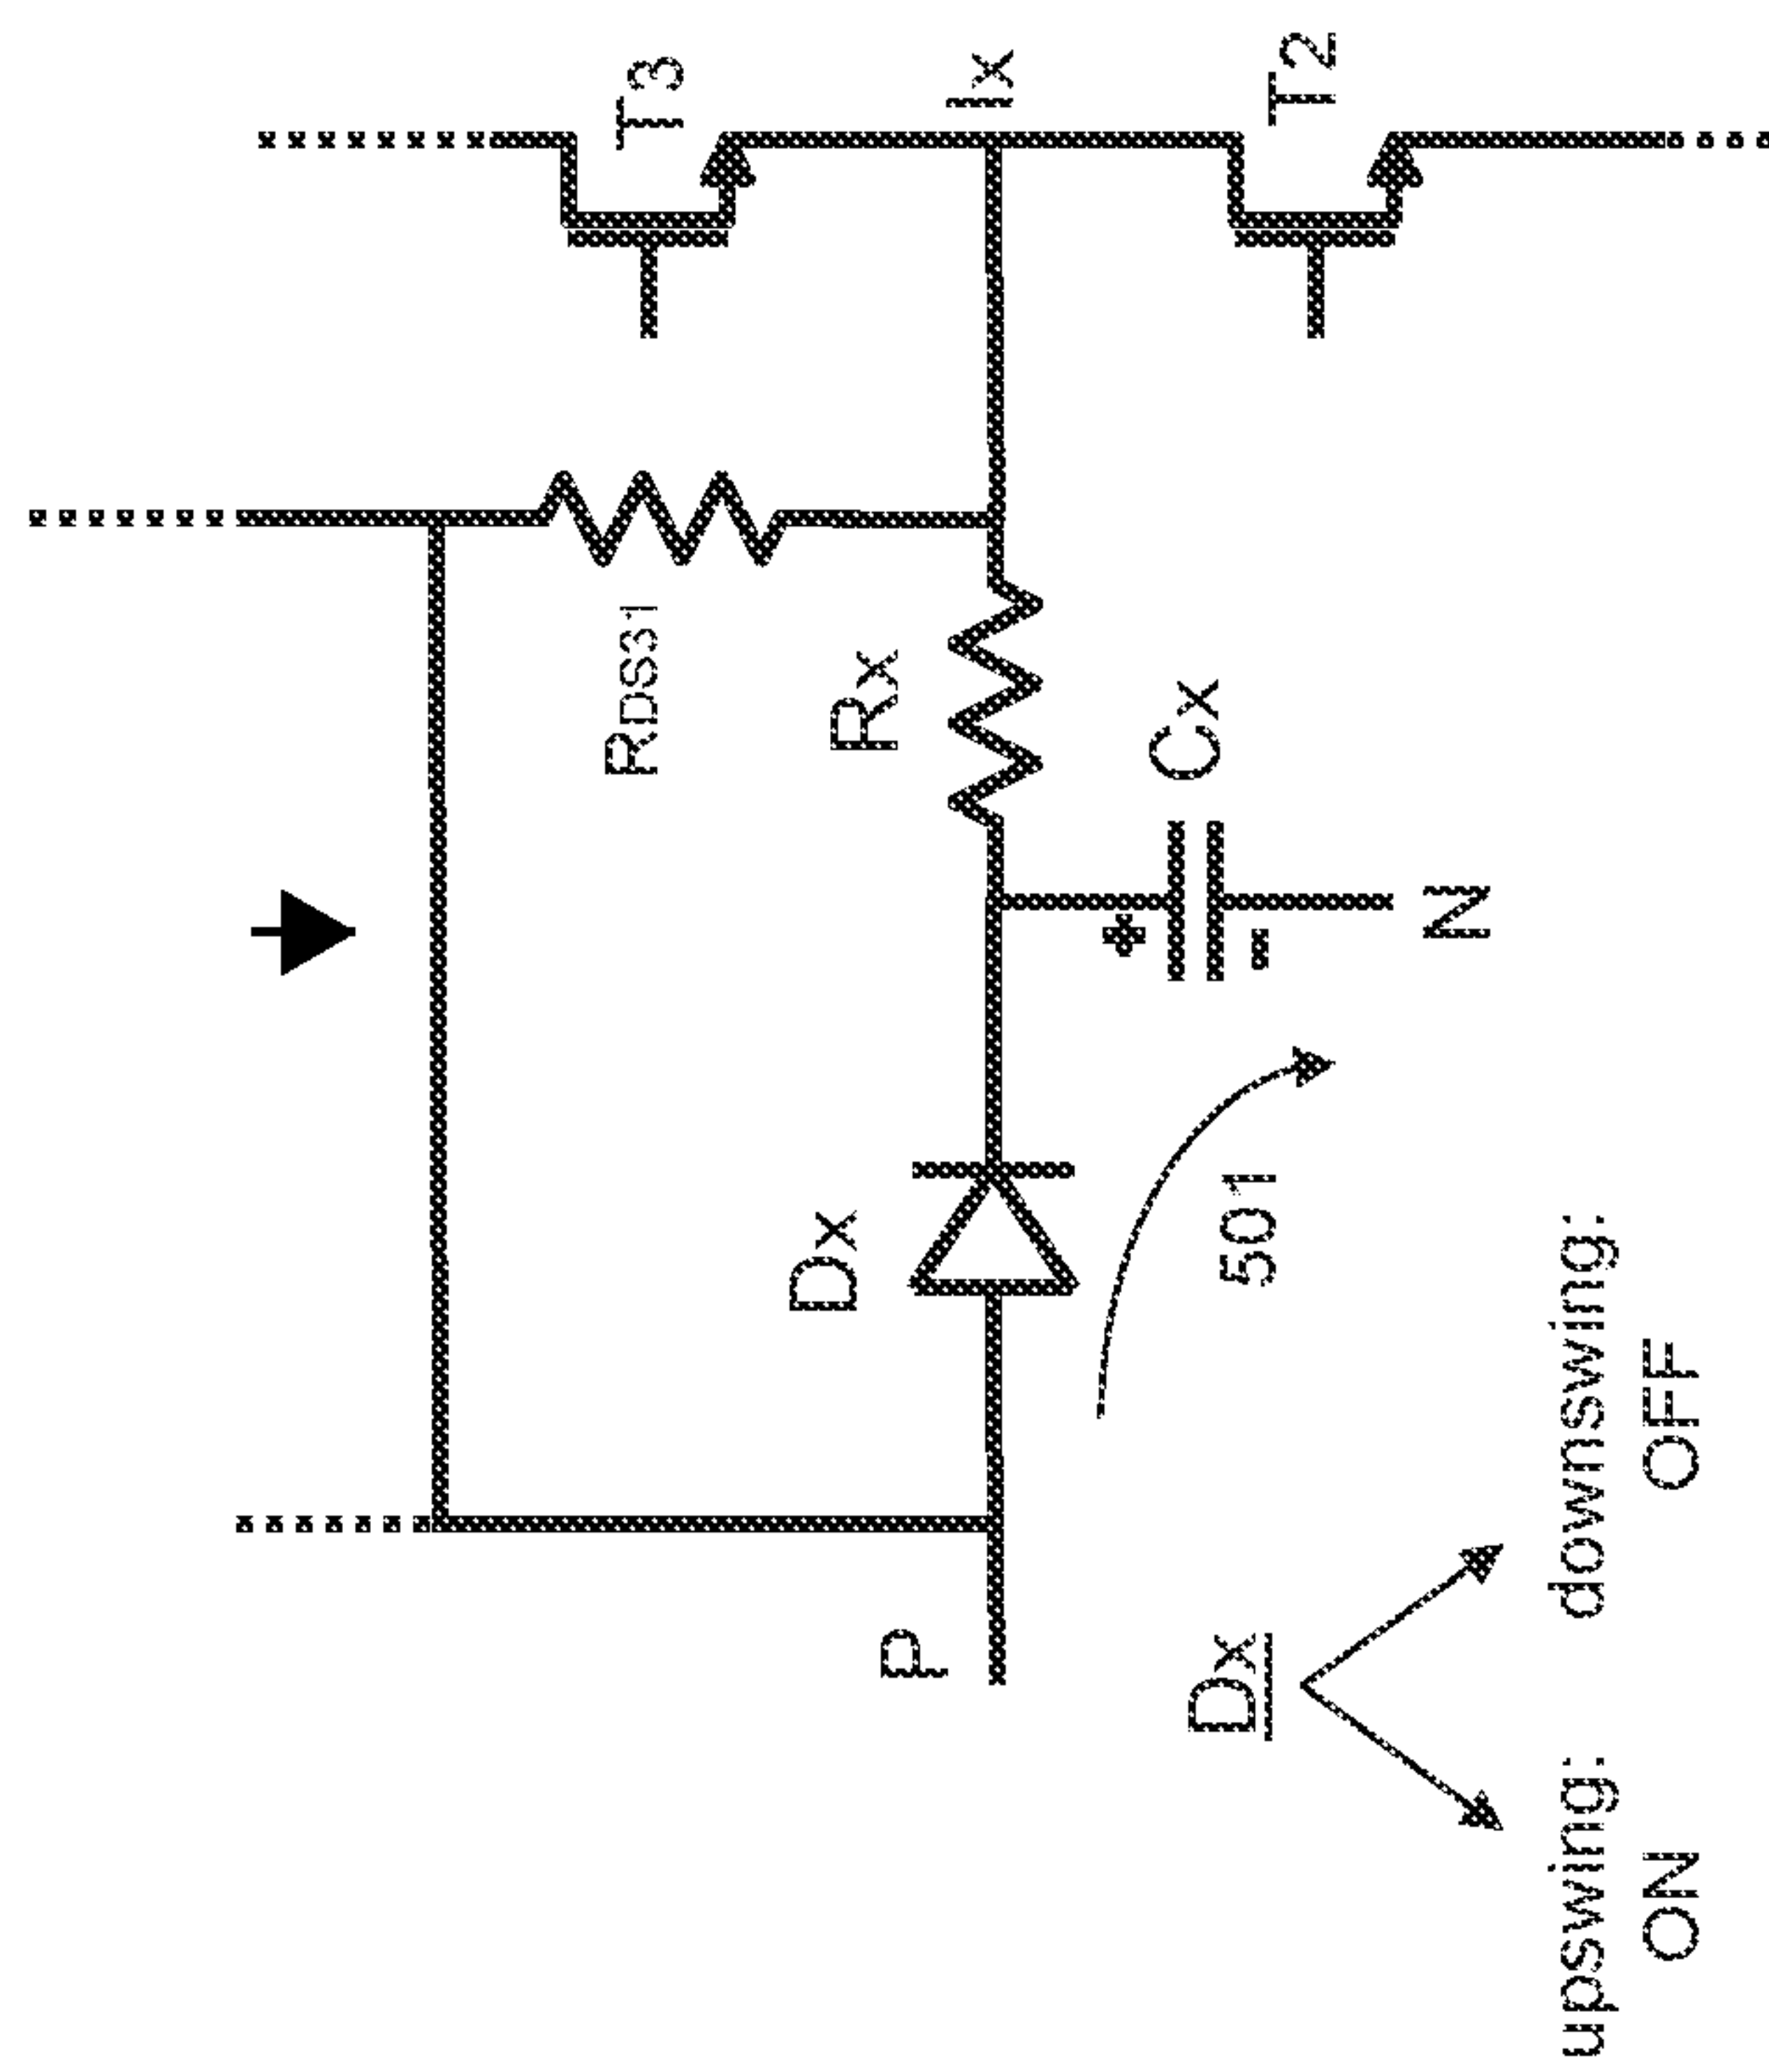 T3
Ix
T2
RDS31
Rx
Cx
+
-
N
Dx
501
P
Dx
upswing:
ON
downswing:
OFF